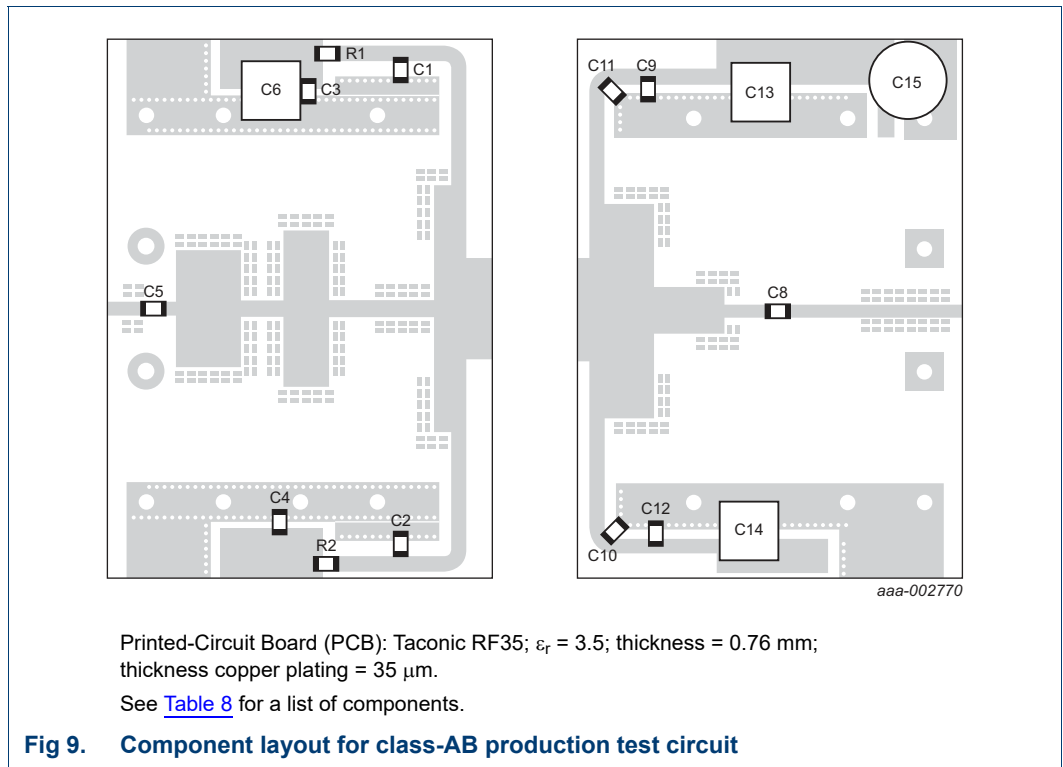 R1
C1
C6
C3
C5
C4
C2
R2
C11
C9
C13
C15
C8
C12
C10
C14
aaa-002770
Printed-Circuit Board (PCB): Taconic RF35; εr = 3.5; thickness = 0.76 mm;
thickness copper plating = 35 μm.
See Table 8 for a list of components.
Fig 9. Component layout for class-AB production test circuit